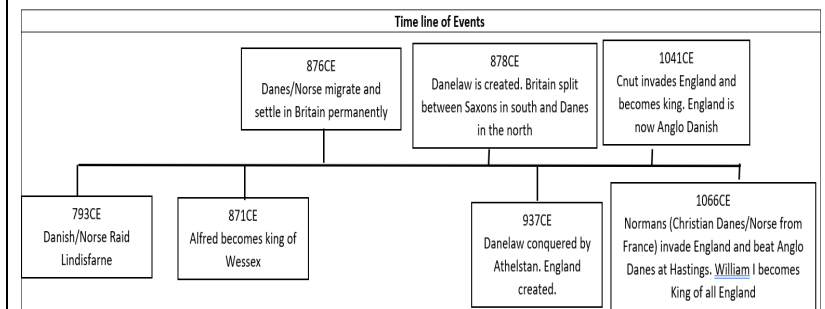 Time line of Events
876CE
Danes/Norse migrate and
settle in Britain permanently
878CE
Danelaw is created. Britain split
between Saxons in south and Danes
in the north
1041CE
Cnut invades England and
becomes king. England is
now Anglo Danish
793CE
Danish/Norse Raid
Lindisfarne
871CE
Alfred becomes king of
Wessex
937CE
Danelaw conquered by
Athelstan. England
created.
1066CE
Normans (Christian Danes/Norse from
France) invade England and beat Anglo
Danes at Hastings. William I becomes
King of all England